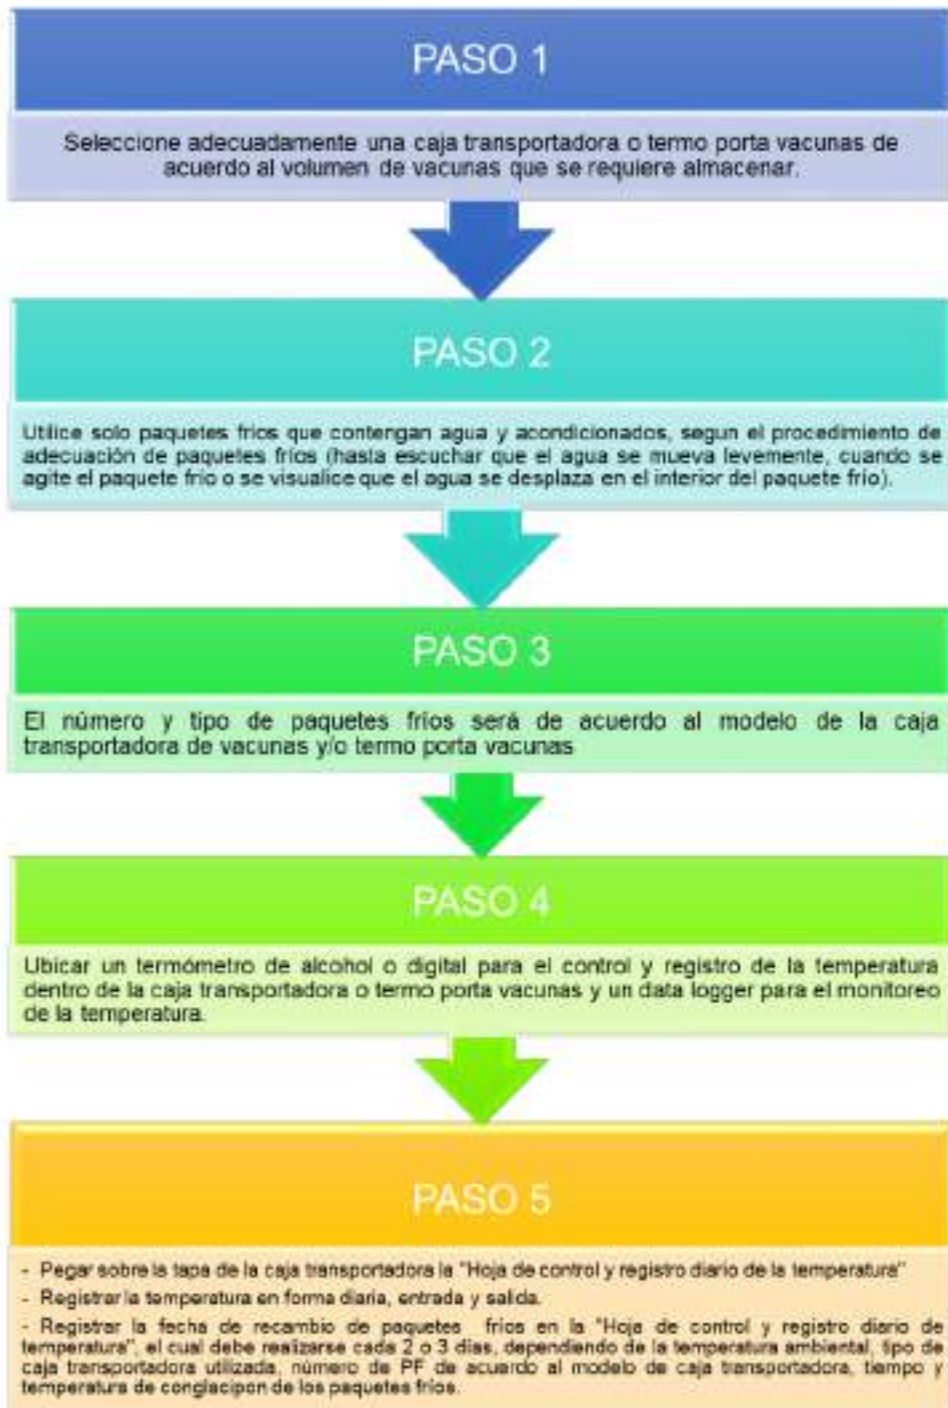 PASO 1
Seleccione adecuadamente una caja transportadora o termo porta vacunas de
acuerdo al volumen de vacunas que se requiere almacenar.
PASO 2
Utilice solo paquetes fríos que contengan agua y acondicionados, segun el procedimiento de
adecuación de paquetes fríos (hasta escuchar que el agua se mueva levemente, cuando se
agite el paquete frio o se visualice que el agua se desplaza en el interior del paquete frío).
PASO 3
El número y tipo de paquetes fríos será de acuerdo al modelo de la caja
transportadora de vacunas y/o termo porta vacunas
PASO 4
Ubicar un termómetro de alcohol o digital para el control y registro de la temperatura
dentro de la caja transportadora o termo porta vacunas y un data logger para el monitoreo
de la temperatura.
PASO 5
- Pegar sobre la tapa de la caja transportadora la "Hoja de control y registro diario de la temperatura"
- Registrar la temperatura en forma diaria, entrada y salida.
- Registrar la fecha de recambio de paquetes frios en la "Hoja de control y registro diario de
temperatura", el cual debe realizarse cada 2 o 3 dias, dependiendo de la temperatura ambiental, tipo de
caja transportadora utilizada, número de PF de acuerdo al modelo de caja transportadora, tiempo y
temperatura de conglacipon de los paquetes frios.